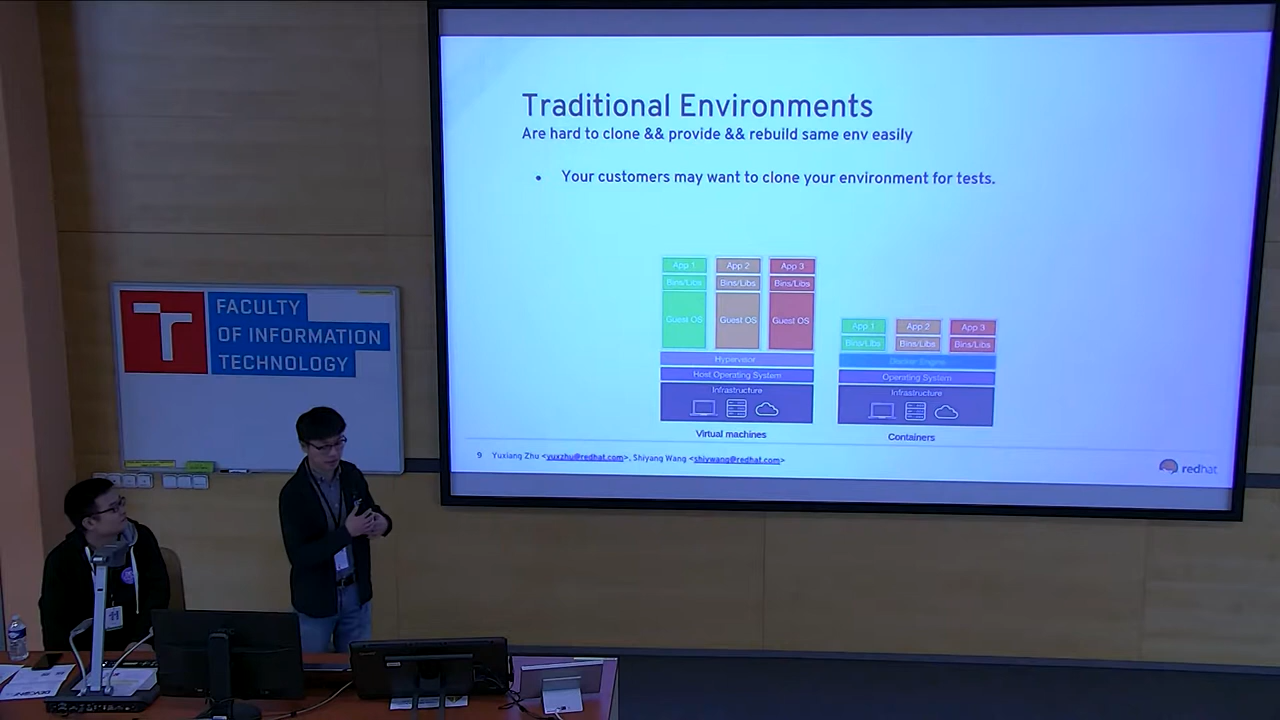 Traditional Environments
Are hard to clone && provide && rebuild same env easily
• Your customers may want to clone your environment for tests.
App 1
App 2
App 3
Bins/Libs
Bins/Libs
Bins/Libs
Guest OS
Guest OS
Guest OS
Hypervisor
Host Operating System
Infrastructure
Virtual machines
App 1
App 2
App 3
Bins/Libs
Bins/Libs
Bins/Libs
Docker Engine
Operating System
Infrastructure
Containers
9 Yuxiang Zhu <yuxzhu@redhat.com>, Shiyang Wang <shiywang@redhat.com>
redhat
FACULTY
OF INFORMATION
TECHNOLOGY